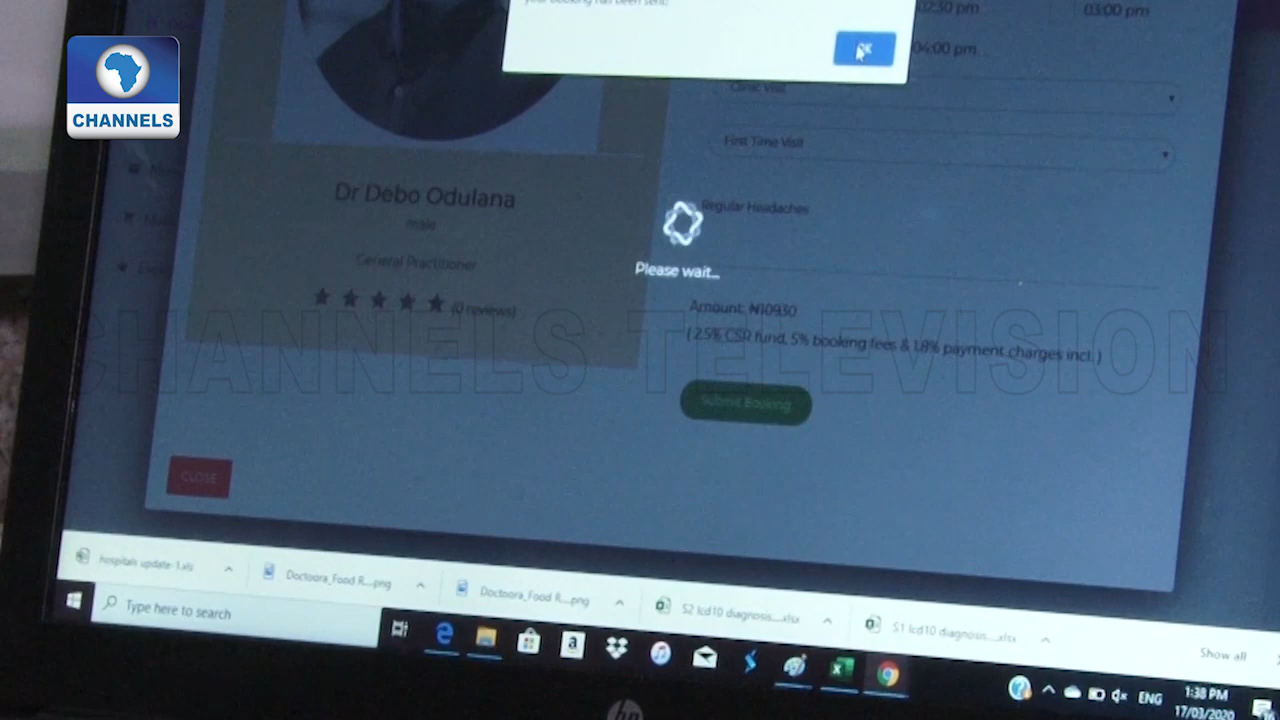 your booking has been sent!
OK
02:30 pm
03:00 pm
04:00 pm
CHANNELS
Clinic Visit
First Time Visit
Dr Debo Odulana
male
General Practitioner
(0 reviews)
Regular Headaches
Please wait...
Amount: ₦10930
( 2.5% CSR fund, 5% booking fees & 1.8% payment charges incl. )
CHANNELS TELEVISION
Submit Booking
CLOSE
hospitals update-1.xls
Doctoora_Food R....png
Doctoora_Food R....png
S2 Icd10 diagnosis....xlsx
S1 Icd10 diagnosis....xlsx
Show all
Type here to search
ENG
1:38 PM
17/03/2020
hp